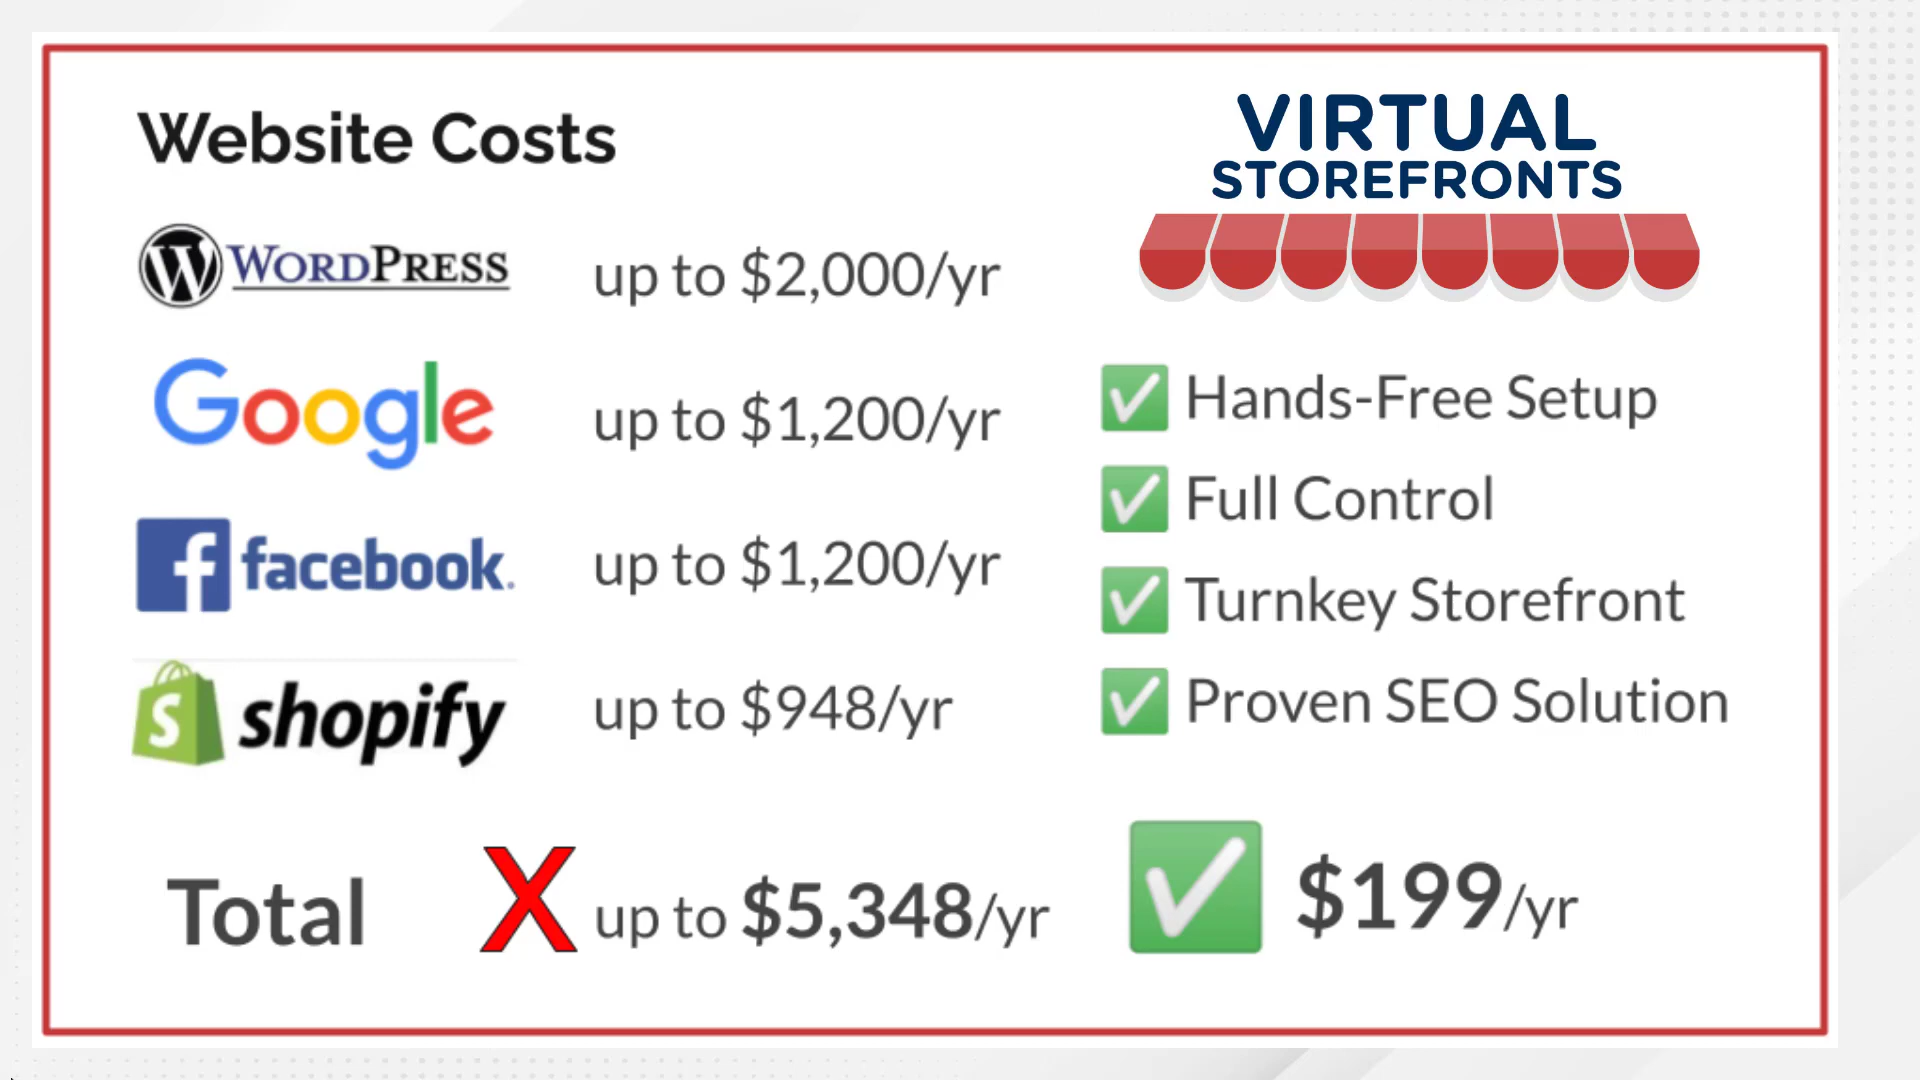 Website Costs
WORDPRESS up to $2,000/yr
Google up to $1,200/yr
facebook. up to $1,200/yr
shopify up to $948/yr
Total X up to $5,348/yr
VIRTUAL
STOREFRONTS
✅ Hands-Free Setup
✅ Full Control
✅ Turnkey Storefront
✅ Proven SEO Solution
✅ $199/yr